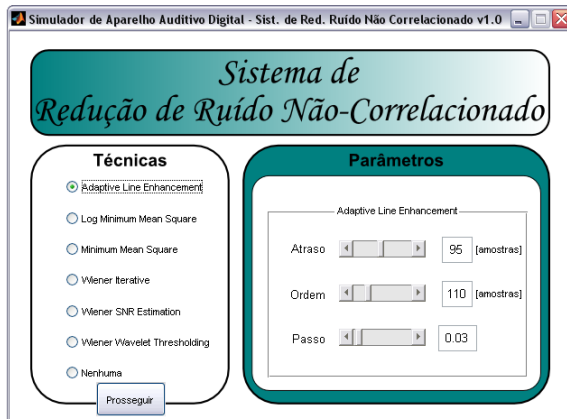 Simulador de Aparelho Auditivo Digital - Sist. de Red. Ruído Não Correlacionado v1.0
Sistema de
Redução de Ruído Não-Correlacionado
Técnicas
Adaptive Line Enhancement
Log Minimum Mean Square
Minimum Mean Square
Wiener Iterative
Wiener SNR Estimation
Wiener Wavelet Thresholding
Nenhuma
Prosseguir
Parâmetros
Adaptive Line Enhancement
Atraso 95 [amostras]
Ordem 110 [amostras]
Passo 0.03